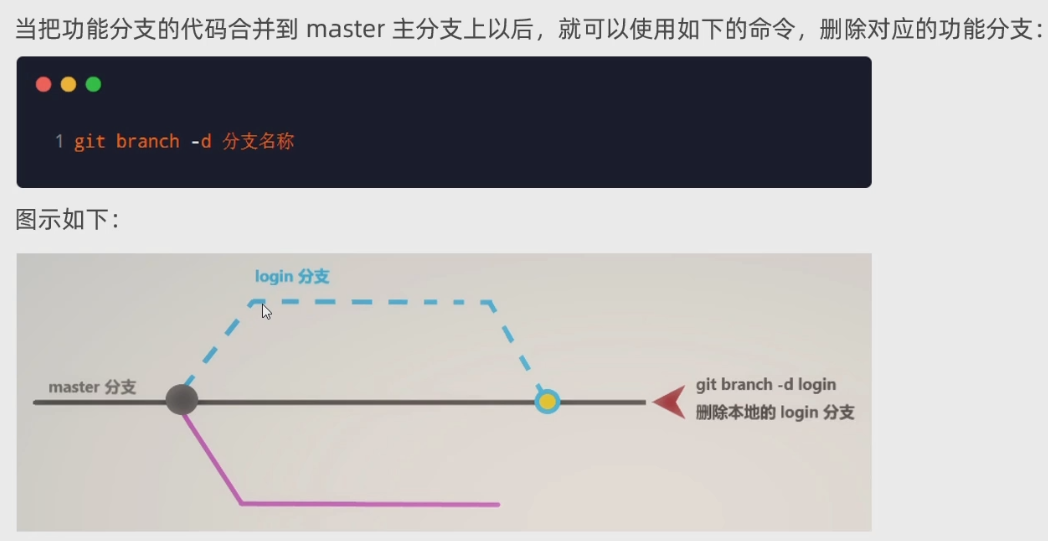 当把功能分支的代码合并到 master 主分支上以后，就可以使用如下的命令，删除对应的功能分支：
1 git branch -d 分支名称
图示如下：
login 分支
master 分支
git branch -d login
删除本地的 login 分支